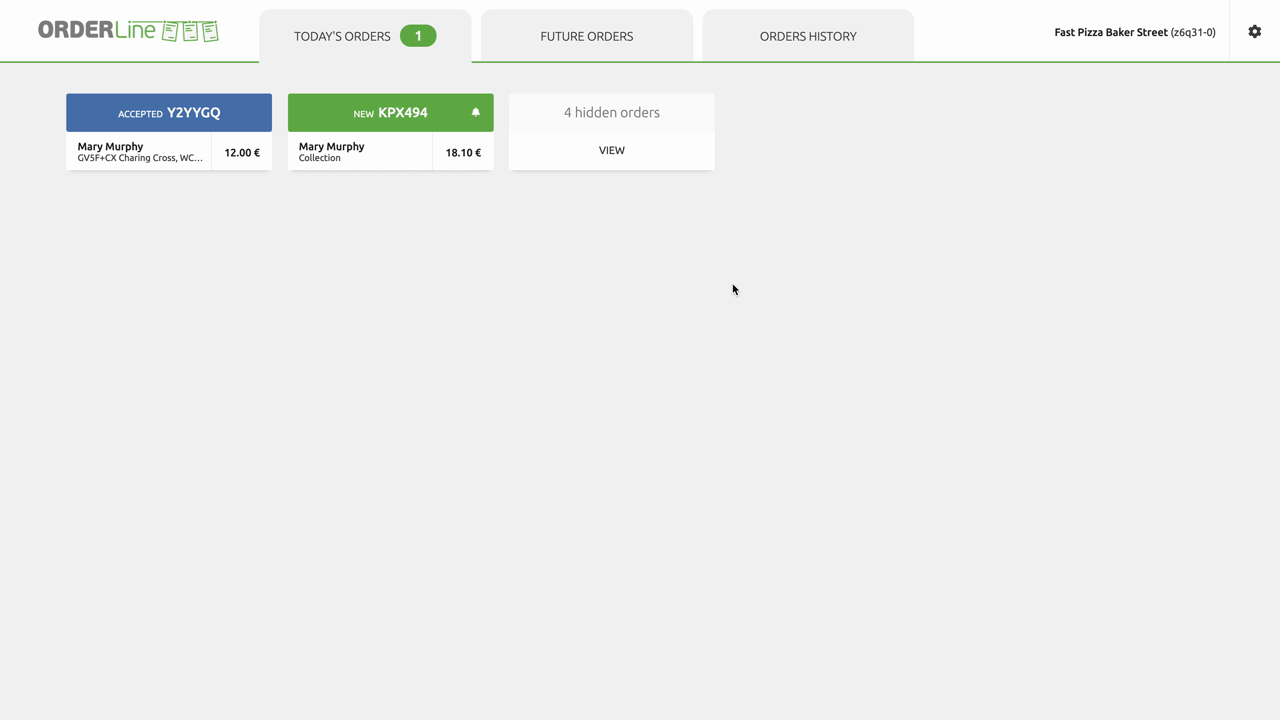 ORDERLine
TODAY'S ORDERS 1
FUTURE ORDERS
ORDERS HISTORY
Fast Pizza Baker Street (z6q31-0)
ACCEPTED Y2YYGQ
Mary Murphy
GV5F+CX Charing Cross, WC...
12.00 €
NEW KPX494
Mary Murphy
Collection
18.10 €
4 hidden orders
VIEW